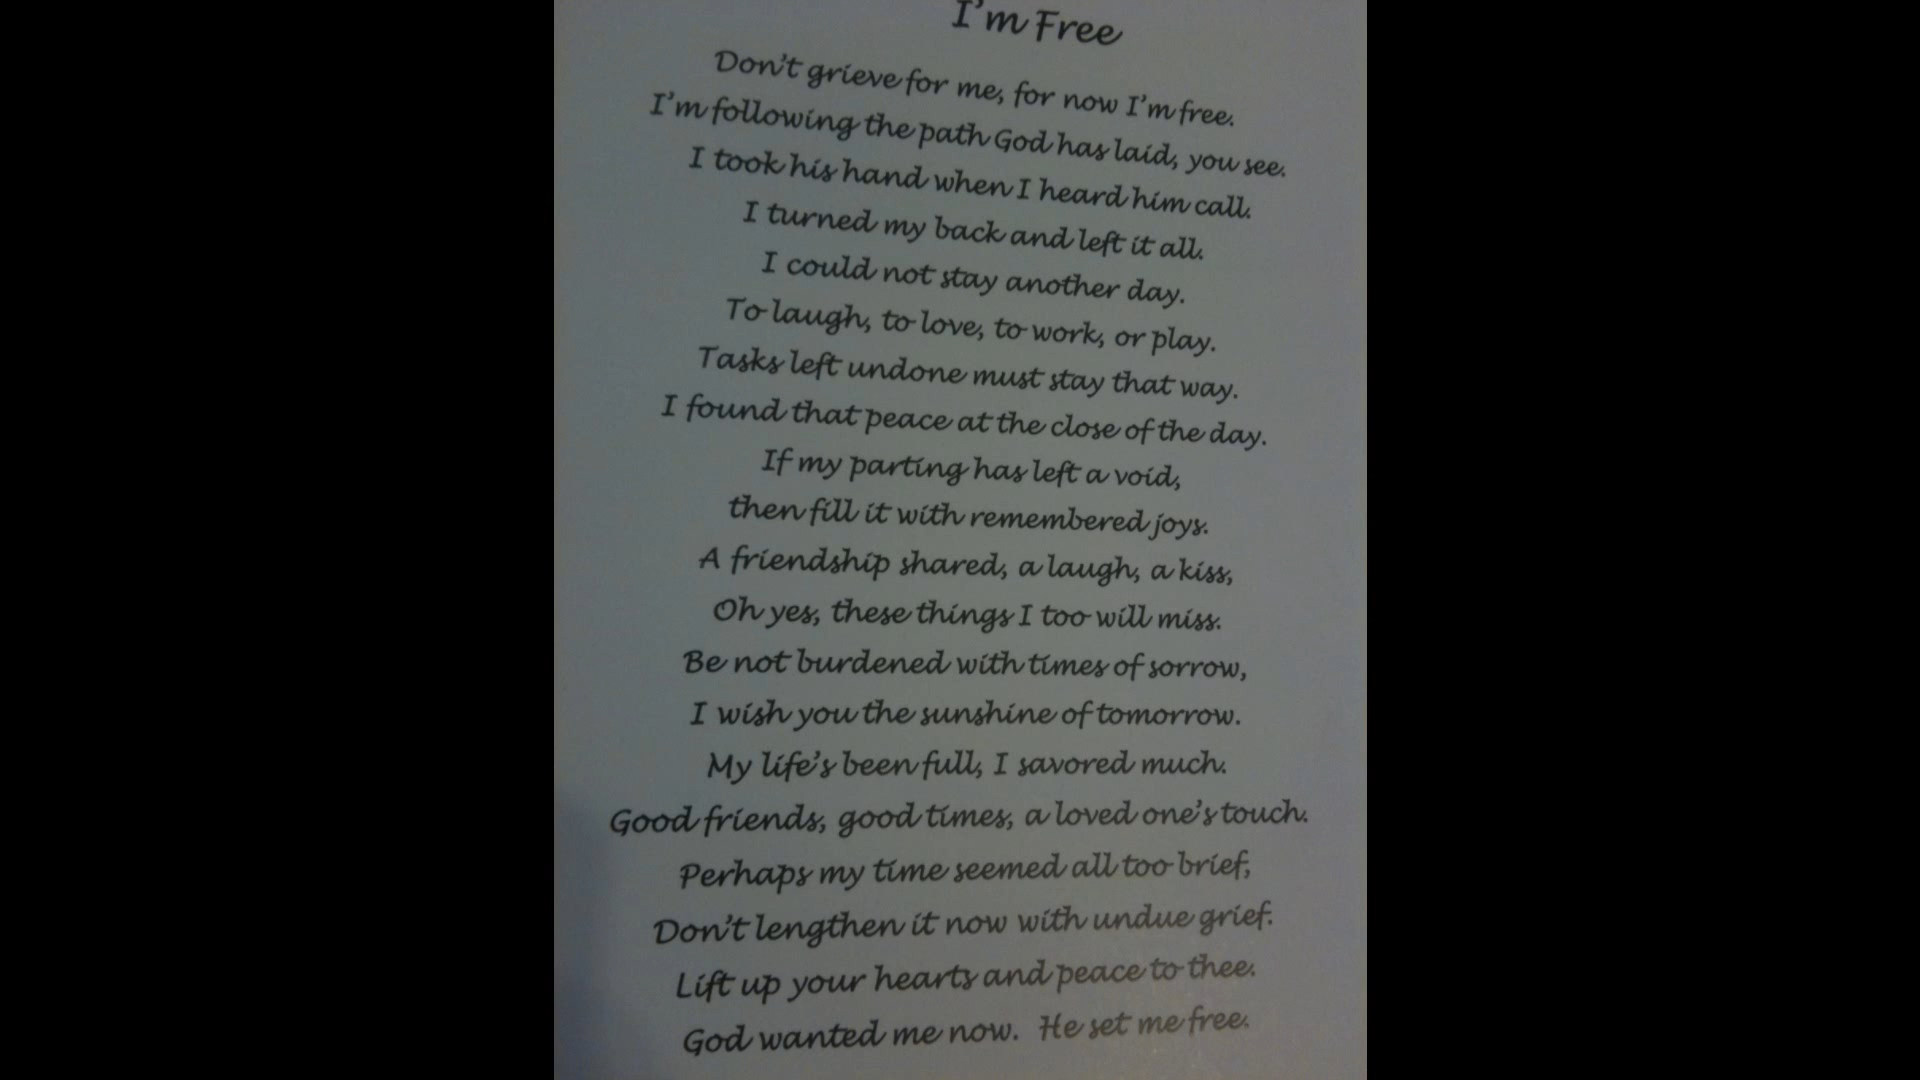 I'm Free
Don't grieve for me, for now I'm free.
I'm following the path God has laid, you see.
I took his hand when I heard him call.
I turned my back and left it all.
I could not stay another day.
To laugh, to love, to work, or play.
Tasks left undone must stay that way.
I found that peace at the close of the day.
If my parting has left a void,
then fill it with remembered joys.
A friendship shared, a laugh, a kiss,
Oh yes, these things I too will miss.
Be not burdened with times of sorrow,
I wish you the sunshine of tomorrow.
My life's been full, I savored much.
Good friends, good times, a loved one's touch.
Perhaps my time seemed all too brief,
Don't lengthen it now with undue grief.
Lift up your hearts and peace to thee.
God wanted me now. He set me free.